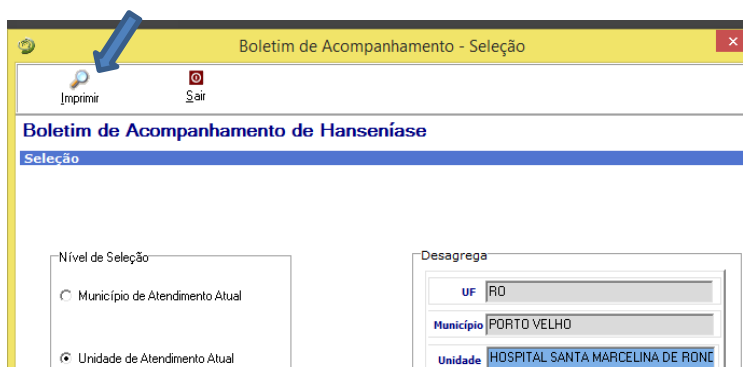 Boletim de Acompanhamento - Seleção
Imprimir Sair
Boletim de Acompanhamento de Hanseníase
Seleção
Nível de Seleção
Município de Atendimento Atual
Unidade de Atendimento Atual
Desagrega
UF RO
Município PORTO VELHO
Unidade HOSPITAL SANTA MARCELINA DE ROND